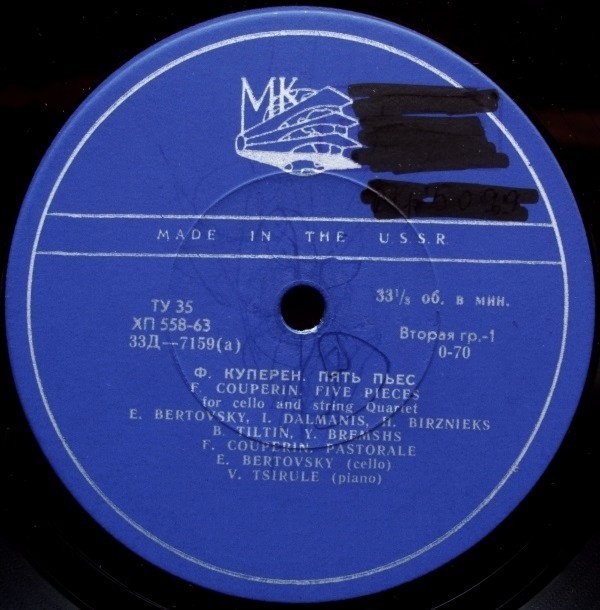 МК
MADE IN THE U.S.S.R.
ТУ 35
ХП 558-63
33Д—7159(a)
33⅓ об. в мин.
Вторая гр.-1
0-70
Ф. КУПЕРЕН. ПЯТЬ ПЬЕС
F. COUPERIN. FIVE PIECES
for cello and string Quartet
E. BERTOVSKY, I. DALMANIS, H. BIRZNIEKS
B. TILTIN, Y. BREMSHS
F. COUPERIN. PASTORALE
E. BERTOVSKY (cello)
V. TSIRULE (piano)